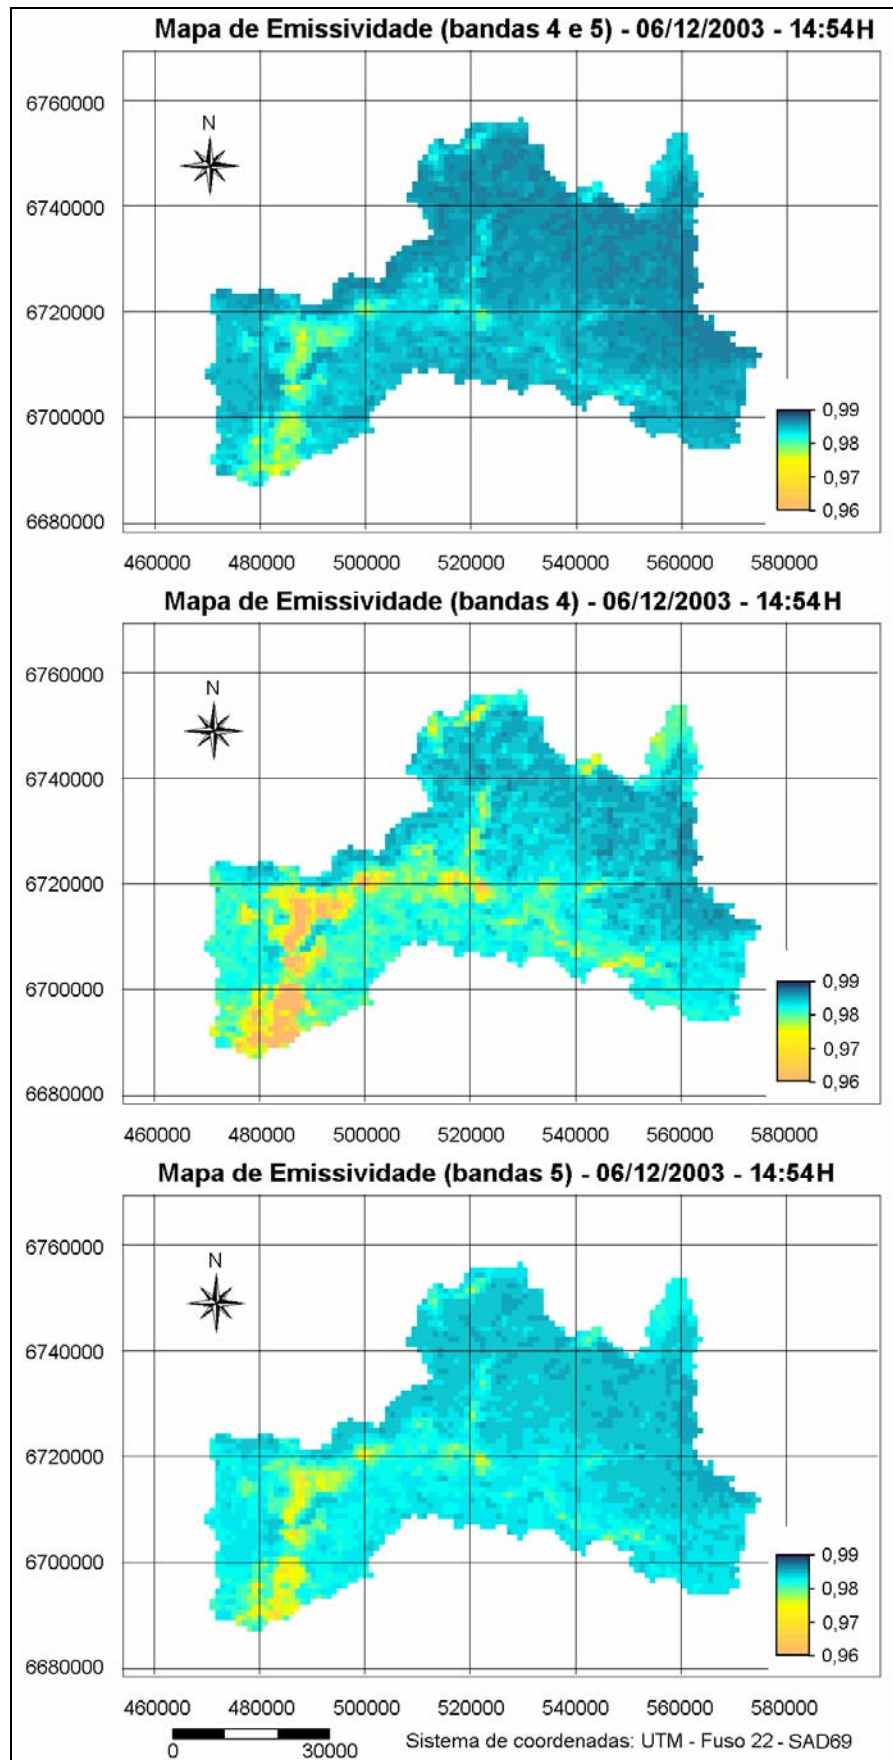 Mapa de Emissividade (bandas 4 e 5) - 06/12/2003 - 14:54H
6760000
N
6740000
6720000
6700000
6680000
0,99
0,98
0,97
0,96
460000 480000 500000 520000 540000 560000 580000
Mapa de Emissividade (bandas 4) - 06/12/2003 - 14:54H
6760000
N
6740000
6720000
6700000
6680000
0,99
0,98
0,97
0,96
460000 480000 500000 520000 540000 560000 580000
Mapa de Emissividade (bandas 5) - 06/12/2003 - 14:54H
6760000
N
6740000
6720000
6700000
6680000
0,99
0,98
0,97
0,96
460000 480000 500000 520000 540000 560000 580000
0 30000
Sistema de coordenadas: UTM - Fuso 22 - SAD69